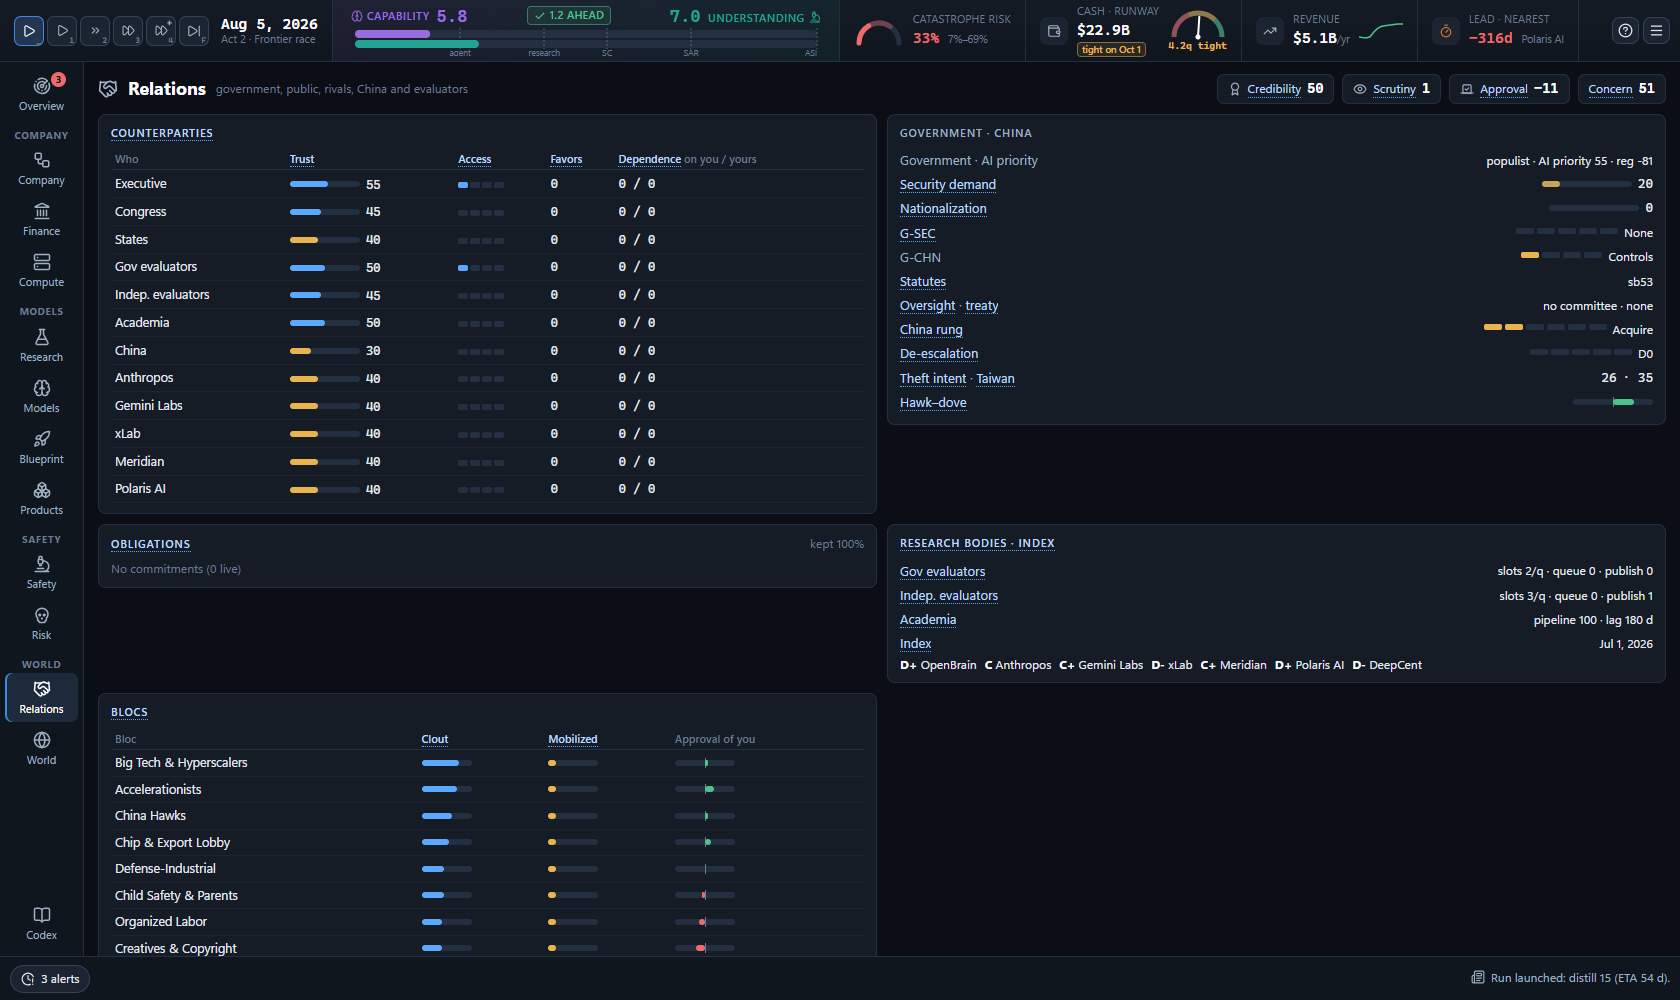 Aug 5, 2026
Act 2 · Frontier race
CAPABILITY 5.8
1.2 AHEAD
7.0 UNDERSTANDING
agent research SC SAR ASI
CATASTROPHE RISK
33% 7%–69%
CASH · RUNWAY
$22.9B
tight on Oct 1
4.2q tight
REVENUE
$5.1B/yr
LEAD · NEAREST
−316d Polaris AI
1
2
3
4
F
3
Overview
COMPANY
Company
Finance
Compute
MODELS
Research
Models
Blueprint
Products
SAFETY
Safety
Risk
WORLD
Relations
World
Codex
Relations government, public, rivals, China and evaluators
Credibility 50
Scrutiny 1
Approval −11
Concern 51
COUNTERPARTIES
Who Trust Access Favors Dependence on you / yours
Executive 55 0 0 / 0
Congress 45 0 0 / 0
States 40 0 0 / 0
Gov evaluators 50 0 0 / 0
Indep. evaluators 45 0 0 / 0
Academia 50 0 0 / 0
China 30 0 0 / 0
Anthropos 40 0 0 / 0
Gemini Labs 40 0 0 / 0
xLab 40 0 0 / 0
Meridian 40 0 0 / 0
Polaris AI 40 0 0 / 0
GOVERNMENT · CHINA
Government · AI priority populist · AI priority 55 · reg -81
Security demand 20
Nationalization 0
G-SEC None
G-CHN Controls
Statutes sb53
Oversight · treaty no committee · none
China rung Acquire
De-escalation D0
Theft intent · Taiwan 26 · 35
Hawk–dove
OBLIGATIONS kept 100%
No commitments (0 live)
RESEARCH BODIES · INDEX
Gov evaluators slots 2/q · queue 0 · publish 0
Indep. evaluators slots 3/q · queue 0 · publish 1
Academia pipeline 100 · lag 180 d
Index Jul 1, 2026
D+ OpenBrain C Anthropos C+ Gemini Labs D- xLab C+ Meridian D+ Polaris AI D- DeepCent
BLOCS
Bloc Clout Mobilized Approval of you
Big Tech & Hyperscalers
Accelerationists
China Hawks
Chip & Export Lobby
Defense-Industrial
Child Safety & Parents
Organized Labor
Creatives & Copyright
3 alerts
Run launched: distill 15 (ETA 54 d).